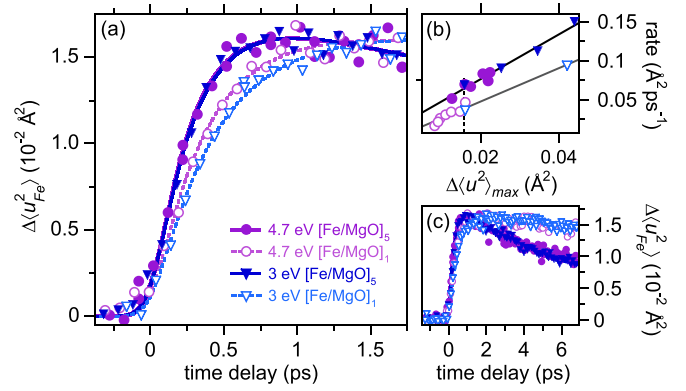 (a)
1.5
1.0
0.5
0
Δ⟨u²Fe⟩ (10⁻² Å²)
4.7 eV [Fe/MgO]₅
4.7 eV [Fe/MgO]₁
3 eV [Fe/MgO]₅
3 eV [Fe/MgO]₁
0 0.5 1 1.5
time delay (ps)
(b)
0.15
0.1
0.05
rate (Å² ps⁻¹)
0.02 0.04
Δ⟨u²⟩max (Å²)
(c)
1.5
1
0.5
0
Δ⟨u²Fe⟩ (10⁻² Å²)
0 2 4 6
time delay (ps)